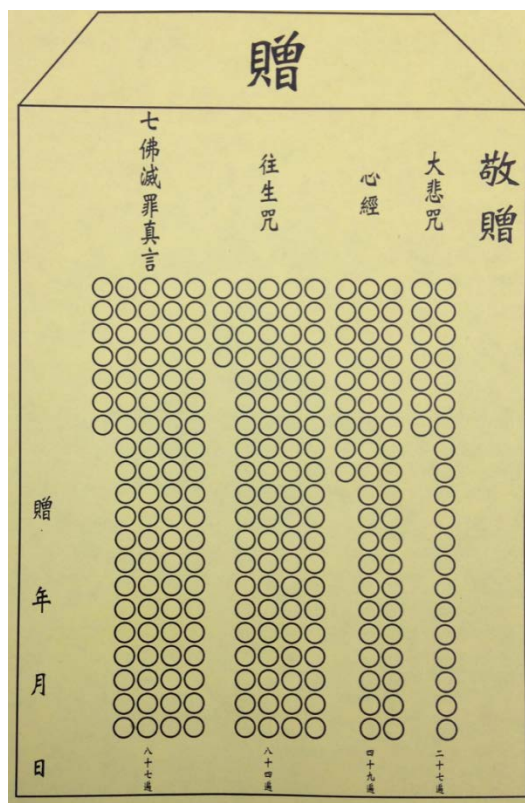 贈
敬贈
大悲咒
二十七遍
心經
四十九遍
往生咒
八十四遍
七佛滅罪真言
八十七遍
贈 年 月 日